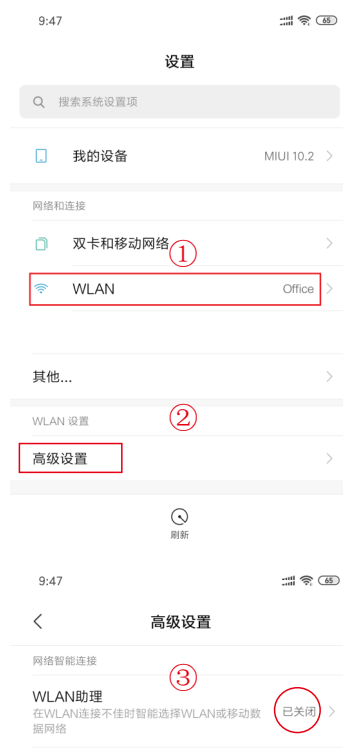 9:47
65
设置
搜索系统设置项
我的设备
MIUI 10.2
网络和连接
双卡和移动网络
①
WLAN
Office
其他...
WLAN 设置
②
高级设置
刷新
9:47
65
高级设置
网络智能连接
③
WLAN助理
在WLAN连接不佳时智能选择WLAN或移动数
据网络
已关闭